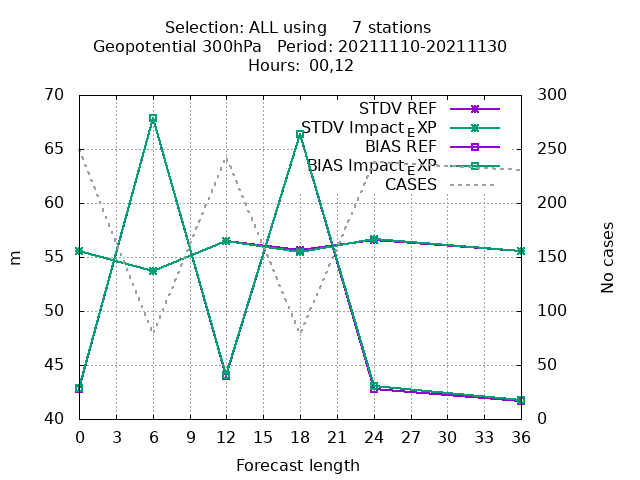 Selection: ALL using     7 stations
Geopotential 300hPa   Period: 20211110-20211130
Hours: 00,12
70
65
60
55
50
45
40
300
250
200
150
100
50
0
STDV REF
STDV Impact_EXP
BIAS REF
BIAS Impact_EXP
CASES
m
No cases
0 3 6 9 12 15 18 21 24 27 30 33 36
Forecast length